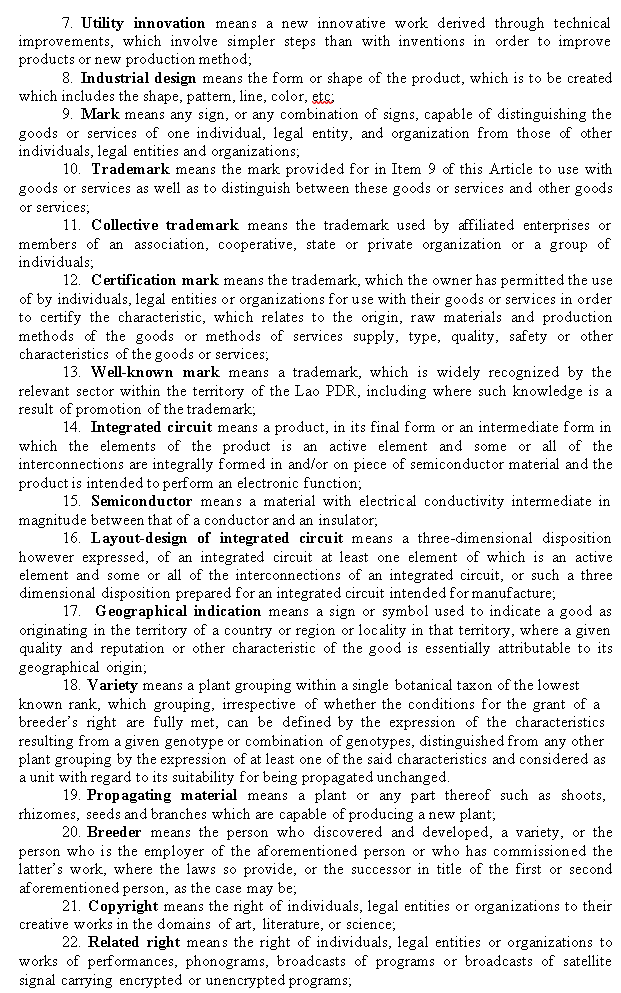 7. Utility innovation means a new innovative work derived through technical
improvements, which involve simpler steps than with inventions in order to improve
products or new production method;
8. Industrial design means the form or shape of the product, which is to be created
which includes the shape, pattern, line, color, etc;
9. Mark means any sign, or any combination of signs, capable of distinguishing the
goods or services of one individual, legal entity, and organization from those of other
individuals, legal entities and organizations;
10. Trademark means the mark provided for in Item 9 of this Article to use with
goods or services as well as to distinguish between these goods or services and other goods
or services;
11. Collective trademark means the trademark used by affiliated enterprises or
members of an association, cooperative, state or private organization or a group of
individuals;
12. Certification mark means the trademark, which the owner has permitted the use
of by individuals, legal entities or organizations for use with their goods or services in order
to certify the characteristic, which relates to the origin, raw materials and production
methods of the goods or methods of services supply, type, quality, safety or other
characteristics of the goods or services;
13. Well-known mark means a trademark, which is widely recognized by the
relevant sector within the territory of the Lao PDR, including where such knowledge is a
result of promotion of the trademark;
14. Integrated circuit means a product, in its final form or an intermediate form in
which the elements of the product is an active element and some or all of the
interconnections are integrally formed in and/or on piece of semiconductor material and the
product is intended to perform an electronic function;
15. Semiconductor means a material with electrical conductivity intermediate in
magnitude between that of a conductor and an insulator;
16. Layout-design of integrated circuit means a three-dimensional disposition
however expressed, of an integrated circuit at least one element of which is an active
element and some or all of the interconnections of an integrated circuit, or such a three
dimensional disposition prepared for an integrated circuit intended for manufacture;
17. Geographical indication means a sign or symbol used to indicate a good as
originating in the territory of a country or region or locality in that territory, where a given
quality and reputation or other characteristic of the good is essentially attributable to its
geographical origin;
18. Variety means a plant grouping within a single botanical taxon of the lowest
known rank, which grouping, irrespective of whether the conditions for the grant of a
breeder's right are fully met, can be defined by the expression of the characteristics
resulting from a given genotype or combination of genotypes, distinguished from any other
plant grouping by the expression of at least one of the said characteristics and considered as
a unit with regard to its suitability for being propagated unchanged.
19. Propagating material means a plant or any part thereof such as shoots,
rhizomes, seeds and branches which are capable of producing a new plant;
20. Breeder means the person who discovered and developed, a variety, or the
person who is the employer of the aforementioned person or who has commissioned the
latter's work, where the laws so provide, or the successor in title of the first or second
aforementioned person, as the case may be;
21. Copyright means the right of individuals, legal entities or organizations to their
creative works in the domains of art, literature, or science;
22. Related right means the right of individuals, legal entities or organizations to
works of performances, phonograms, broadcasts of programs or broadcasts of satellite
signal carrying encrypted or unencrypted programs;